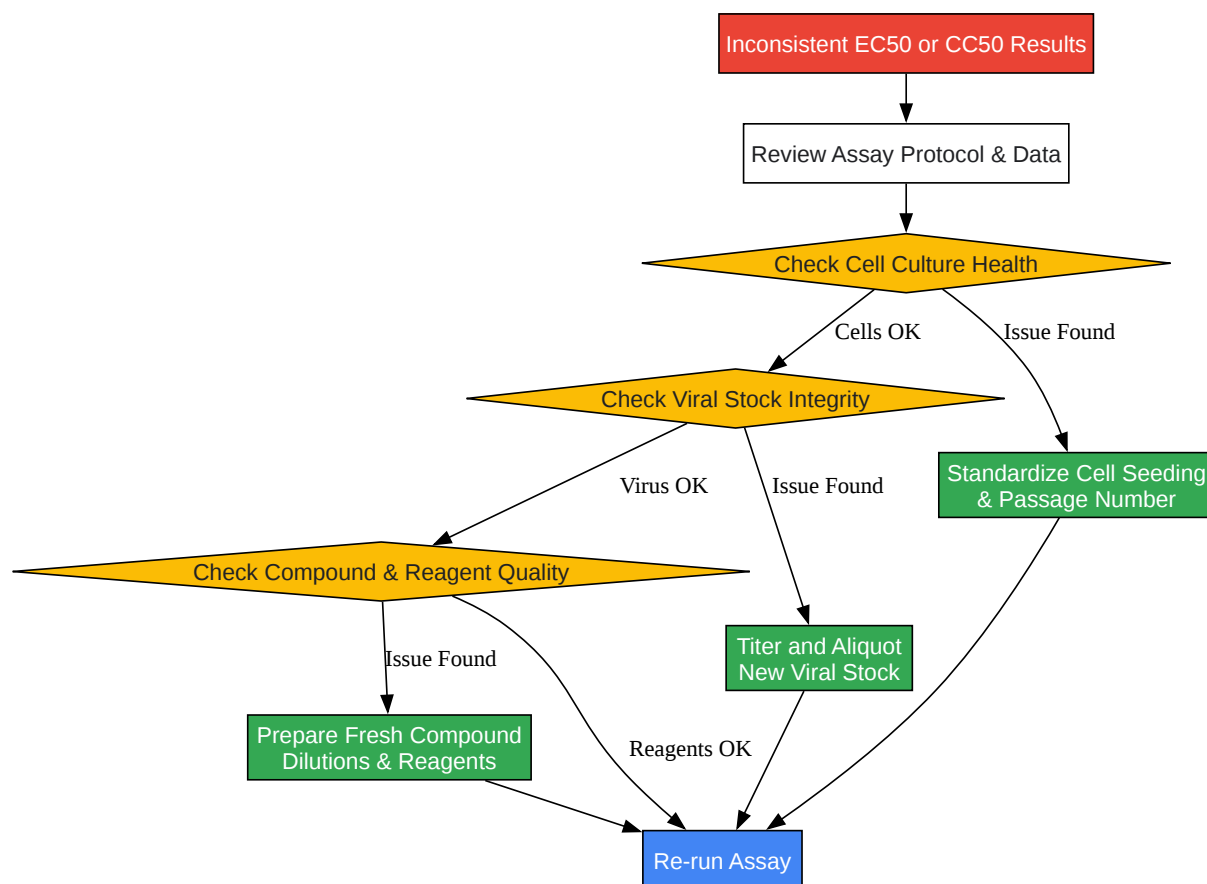 Inconsistent EC50 or CC50 Results
Review Assay Protocol & Data
Check Cell Culture Health
Cells OK
Issue Found
Check Viral Stock Integrity
Standardize Cell Seeding
& Passage Number
Virus OK
Issue Found
Check Compound & Reagent Quality
Titer and Aliquot
New Viral Stock
Issue Found
Prepare Fresh Compound
Dilutions & Reagents
Reagents OK
Re-run Assay